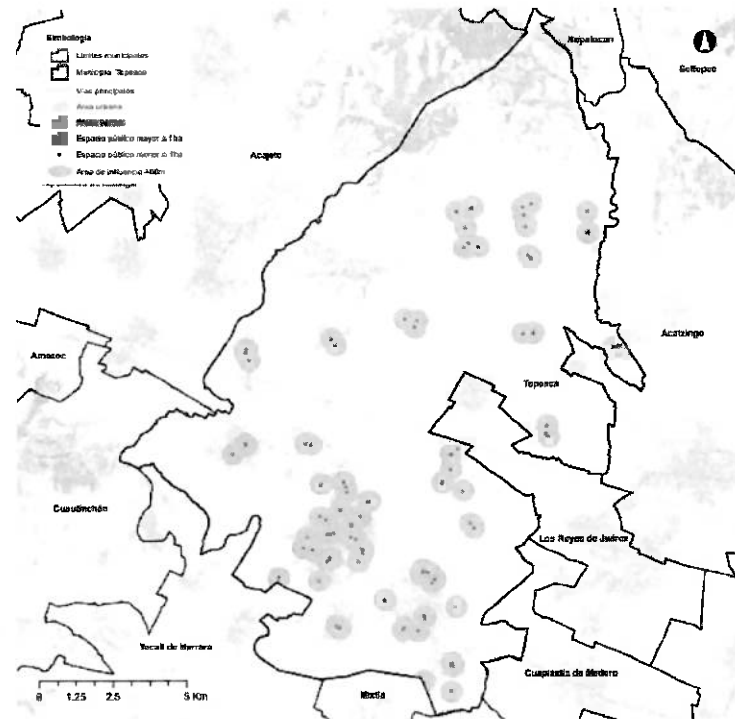 Simbología
Límites municipales
Municipio Tepeaca
Vías principales
Área urbana
Espacio público mayor a 1ha
Espacio público menor a 1ha
Área de influencia 400m
Nopalucan
Soltepec
Acajete
Acatzingo
Amozoc
Tepeaca
Cuautinchán
Los Reyes de Juárez
Tecali de Herrera
Cuapiaxtla de Madero
Mixtla
0 1.25 2.5 5 Km